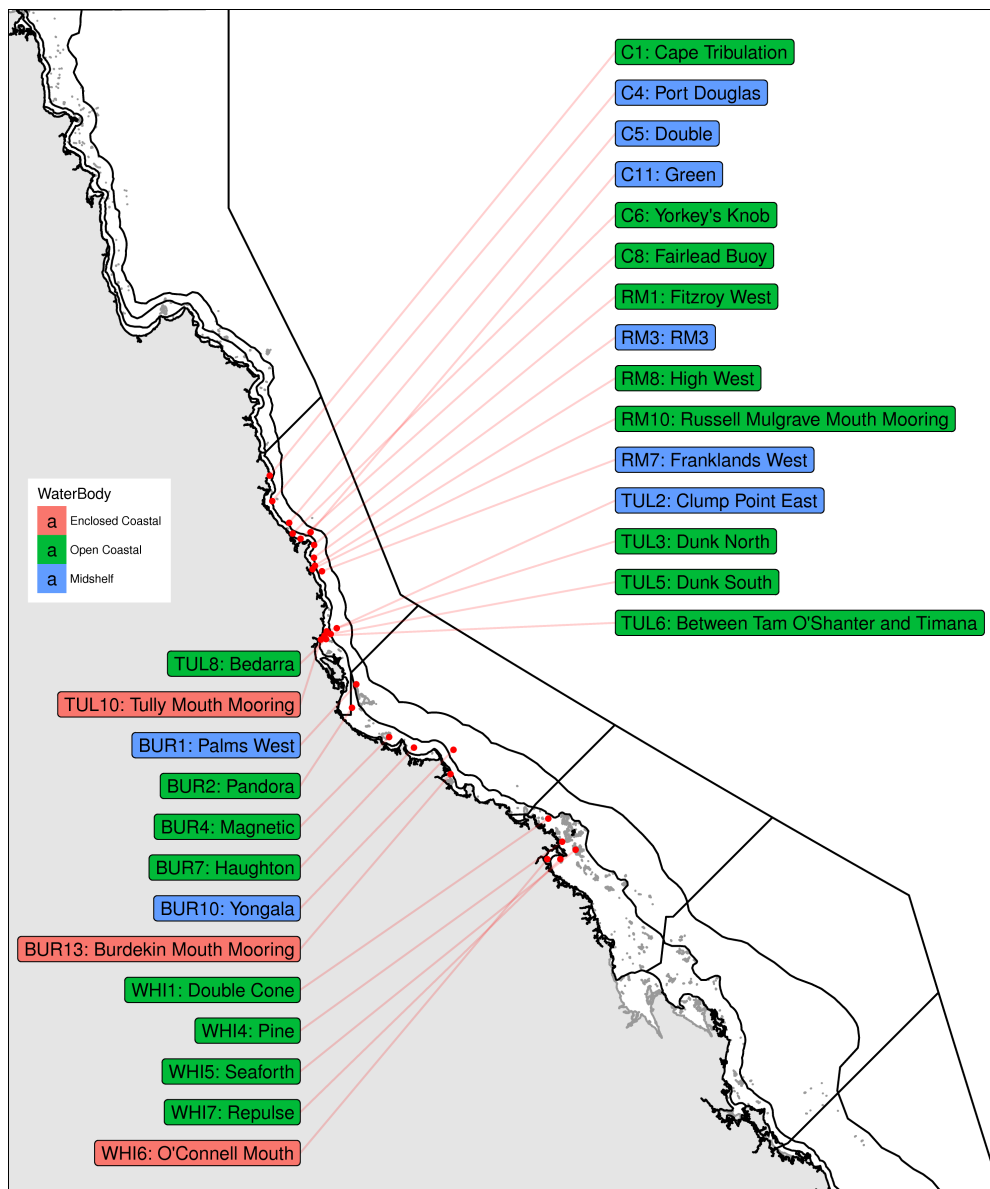 C1: Cape Tribulation
C4: Port Douglas
C5: Double
C11: Green
C6: Yorkey's Knob
C8: Fairlead Buoy
RM1: Fitzroy West
RM3: RM3
RM8: High West
RM10: Russell Mulgrave Mouth Mooring
RM7: Franklands West
TUL2: Clump Point East
TUL3: Dunk North
TUL5: Dunk South
TUL6: Between Tam O'Shanter and Timana
WaterBody
a Enclosed Coastal
a Open Coastal
a Midshelf
TUL8: Bedarra
TUL10: Tully Mouth Mooring
BUR1: Palms West
BUR2: Pandora
BUR4: Magnetic
BUR7: Haughton
BUR10: Yongala
BUR13: Burdekin Mouth Mooring
WHI1: Double Cone
WHI4: Pine
WHI5: Seaforth
WHI7: Repulse
WHI6: O'Connell Mouth